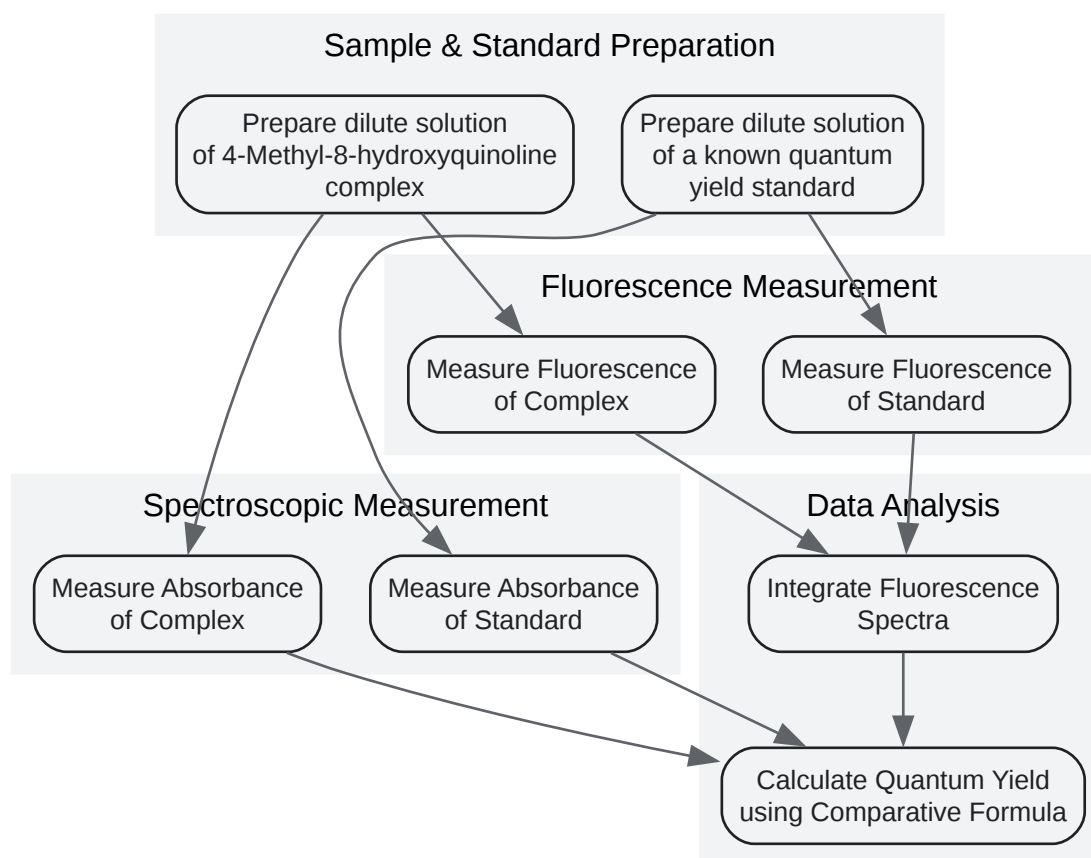 Sample & Standard Preparation
Prepare dilute solution
of 4-Methyl-8-hydroxyquinoline
complex
Prepare dilute solution
of a known quantum
yield standard
Fluorescence Measurement
Measure Fluorescence
of Complex
Measure Fluorescence
of Standard
Spectroscopic Measurement
Measure Absorbance
of Complex
Measure Absorbance
of Standard
Data Analysis
Integrate Fluorescence
Spectra
Calculate Quantum Yield
using Comparative Formula